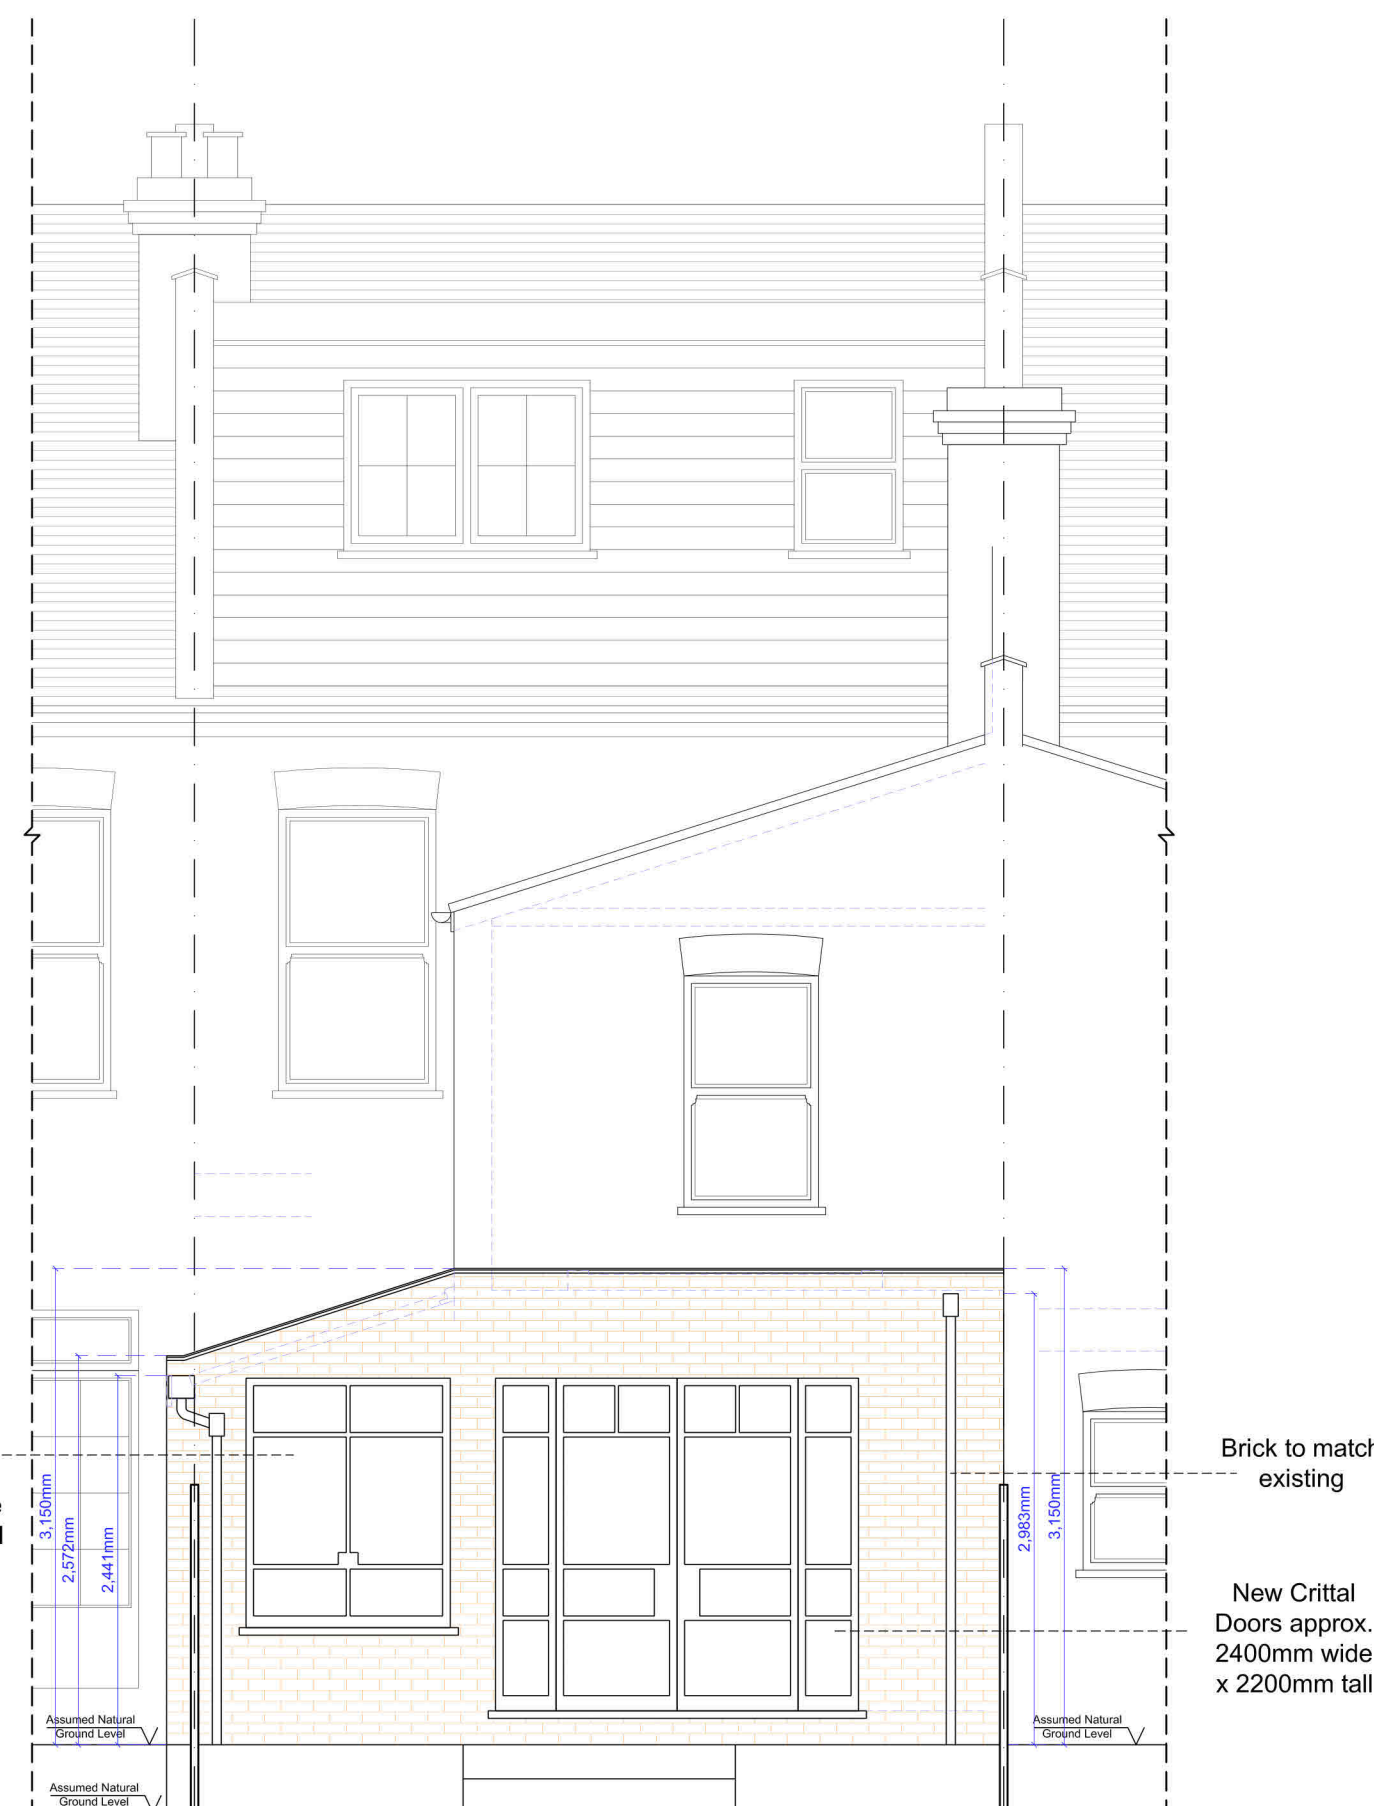 Brick to match
existing
New Crittal
Doors approx.
2400mm wide
x 2200mm tall
3,150mm
2,572mm
2,441mm
2,983mm
3,150mm
Assumed Natural
Ground Level
Assumed Natural
Ground Level
Assumed Natural
Ground Level